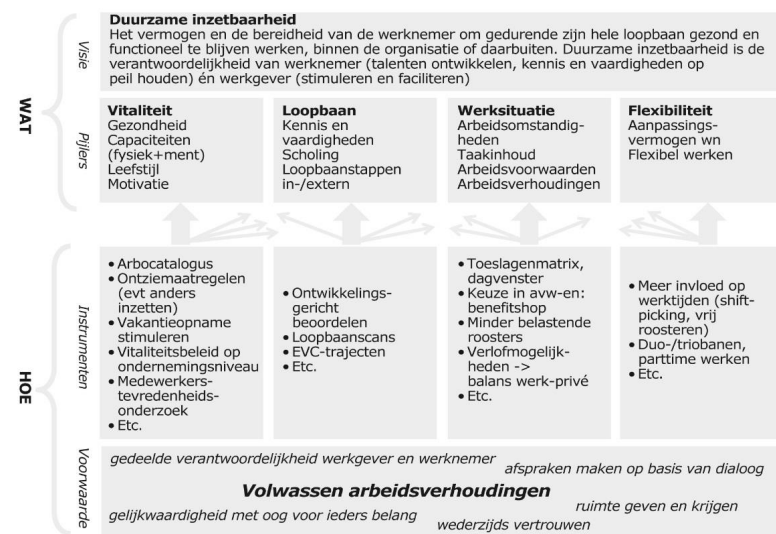 WAT
Visie
Duurzame inzetbaarheid
Het vermogen en de bereidheid van de werknemer om gedurende zijn hele loopbaan gezond en
functioneel te blijven werken, binnen de organisatie of daarbuiten. Duurzame inzetbaarheid is de
verantwoordelijkheid van werknemer (talenten ontwikkelen, kennis en vaardigheden op
peil houden) én werkgever (stimuleren en faciliteren)
Pijlers
Vitaliteit
Gezondheid
Capaciteiten
(fysiek+ment)
Leefstijl
Motivatie
Loopbaan
Kennis en
vaardigheden
Scholing
Loopbaanstappen
in-/extern
Werksituatie
Arbeidsomstandig-
heden
Taakinhoud
Arbeidsvoorwaarden
Arbeidsverhoudingen
Flexibiliteit
Aanpassings-
vermogen wn
Flexibel werken
HOE
Instrumenten
• Arbocatalogus
• Ontziemaatregelen
(evt anders
inzetten)
• Vakantieopname
stimuleren
• Vitaliteitsbeleid op
ondernemingsniveau
• Medewerkers-
tevredenheids-
onderzoek
• Etc.
• Ontwikkelings-
gericht
beoordelen
• Loopbaanscans
• EVC-trajecten
• Etc.
• Toeslagenmatrix,
dagvenster
• Keuze in avw-en:
benefitshop
• Minder belastende
roosters
• Verlofmogelijk-
heden ->
balans werk-privé
• Etc.
• Meer invloed op
werktijden (shift-
picking, vrij
roosteren)
• Duo-/triobanen,
parttime werken
• Etc.
Voorwaarde
gedeelde verantwoordelijkheid werkgever en werknemer
afspraken maken op basis van dialoog
Volwassen arbeidsverhoudingen
ruimte geven en krijgen
gelijkwaardigheid met oog voor ieders belang
wederzijds vertrouwen